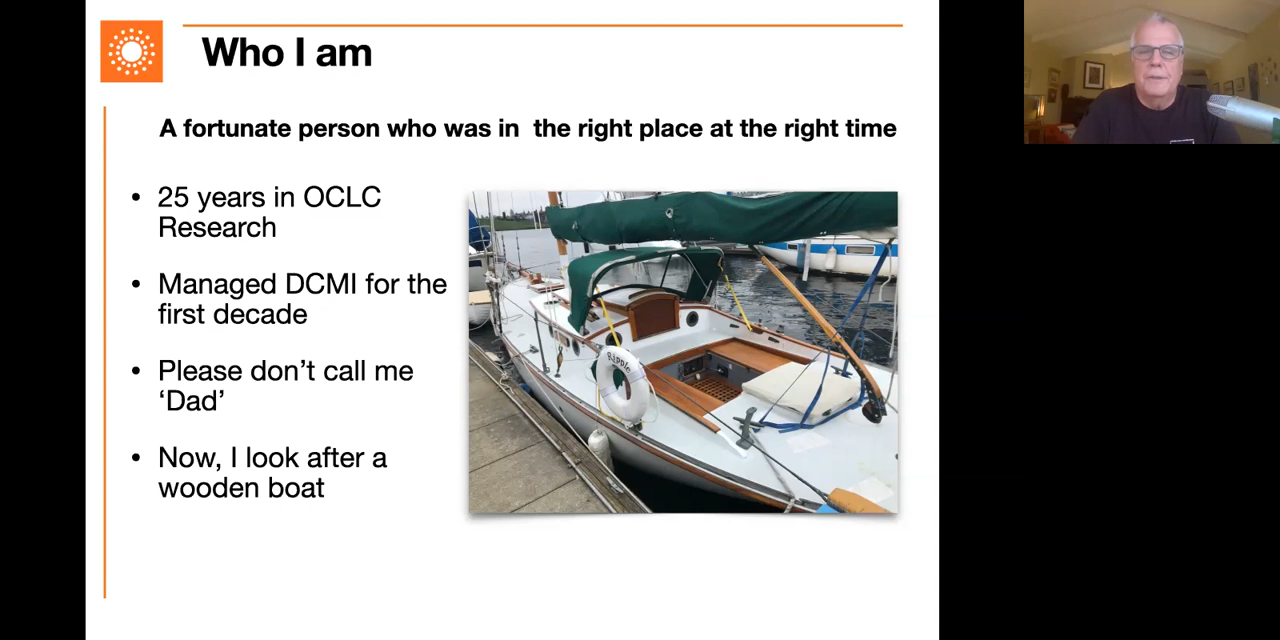 Who I am
A fortunate person who was in  the right place at the right time
• 25 years in OCLC
Research
• Managed DCMI for the
first decade
• Please don’t call me
‘Dad’
• Now, I look after a
wooden boat
Ripple